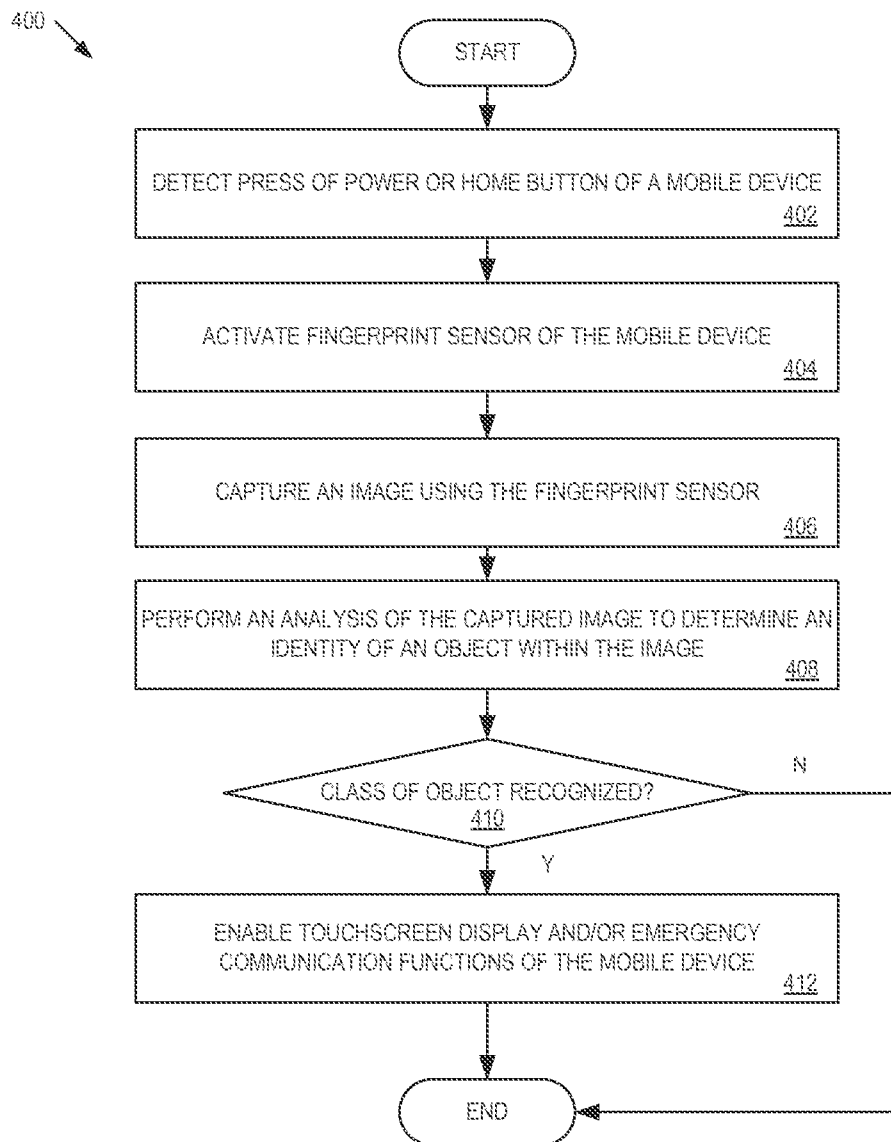 400
START
DETECT PRESS OF POWER OR HOME BUTTON OF A MOBILE DEVICE
402
ACTIVATE FINGERPRINT SENSOR OF THE MOBILE DEVICE
404
CAPTURE AN IMAGE USING THE FINGERPRINT SENSOR
406
PERFORM AN ANALYSIS OF THE CAPTURED IMAGE TO DETERMINE AN
IDENTITY OF AN OBJECT WITHIN THE IMAGE
408
N
CLASS OF OBJECT RECOGNIZED?
410
Y
ENABLE TOUCHSCREEN DISPLAY AND/OR EMERGENCY
COMMUNICATION FUNCTIONS OF THE MOBILE DEVICE
412
END